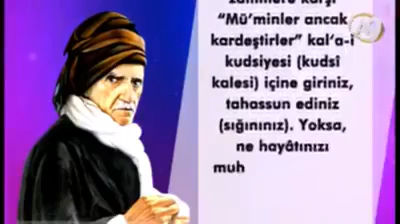 zalimlere karşı
"Mü'minler ancak
kardeştirler" kal'a-i
kudsiyesi (kudsî
kalesi) içine giriniz,
tahassun ediniz
(sığınınız). Yoksa,
ne hayâtınızı
muh